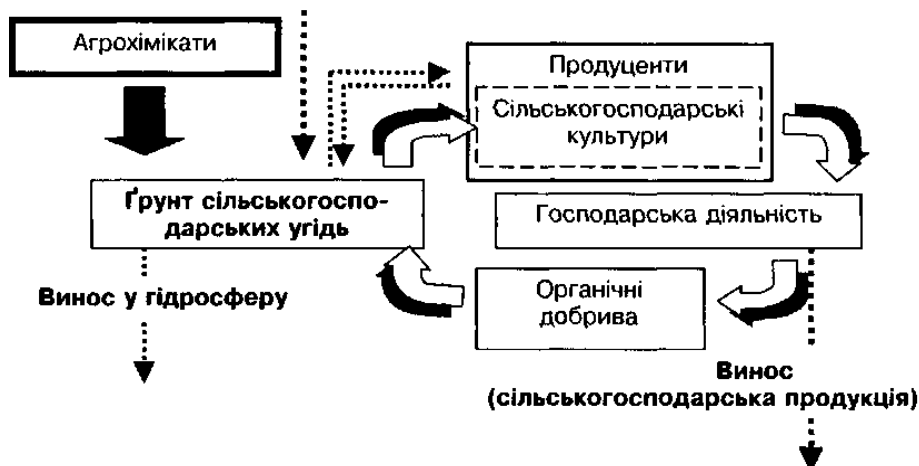 Агрохімікати
Продуценти
Сільськогосподарські
культури
Ґрунт сільськогоспо-
дарських угідь
Господарська діяльність
Винос у гідросферу
Органічні
добрива
Винос
(сільськогосподарська продукція)